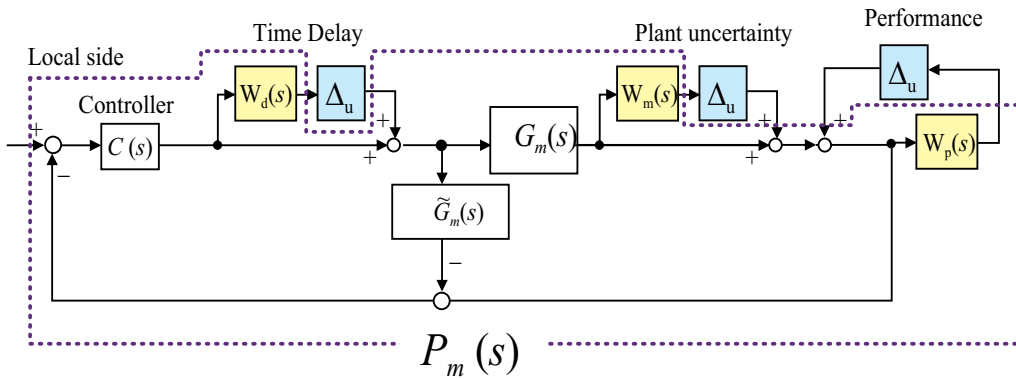 Performance
Time Delay
Plant uncertainty
Local side
Δu
Wd(s)
Δu
Wm(s)
Δu
Controller
+
+
+
+
C (s)
+
Gm(s)
+
Wp(s)
−
G̃m(s)
−
Pm (s)